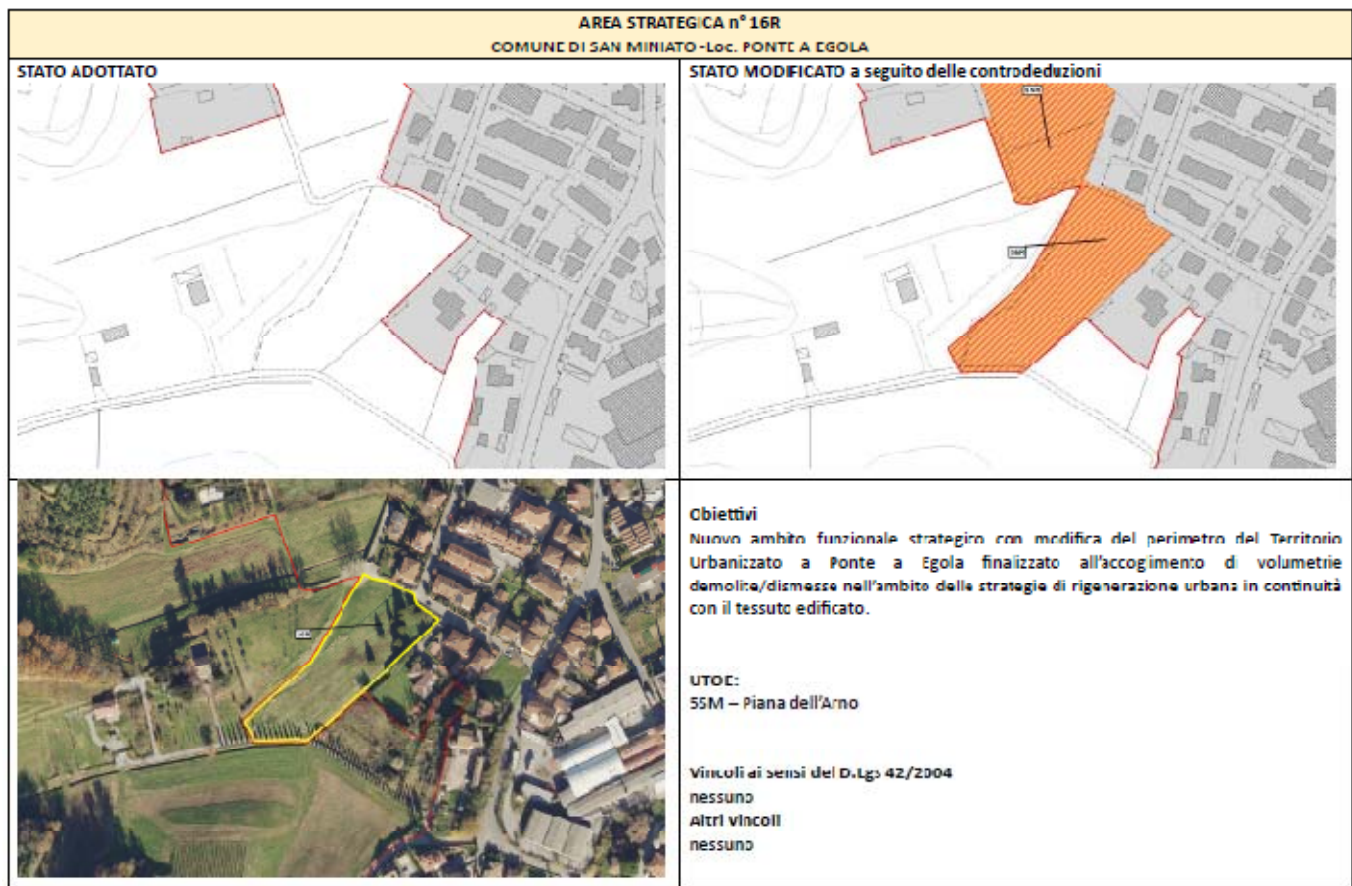 AREA STRATEGICA n° 16R
COMUNE DI SAN MINIATO -Loc. PONTE A EGOLA
STATO ADOTTATO
STATO MODIFICATO a seguito delle controdeduzioni
Obiettivi
Nuovo ambito funzionale strategico con modifica del perimetro del Territorio
Urbanizzato a Ponte a Egola finalizzato all'accoglimento di volumetrie
demolite/dismesse nell'ambito delle strategie di rigenerazione urbana in continuità
con il tessuto edificato.
UTOE:
5SM – Piana dell'Arno
Vincoli ai sensi del D.Lgs 42/2004
nessuno
Altri vincoli
nessuno